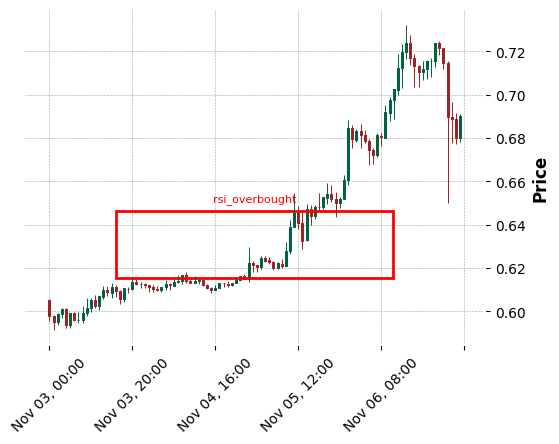 0.72
0.70
0.68
0.66
0.64
0.62
0.60
Price
rsi_overbought
Nov 03, 00:00
Nov 03, 20:00
Nov 04, 16:00
Nov 05, 12:00
Nov 06, 08:00